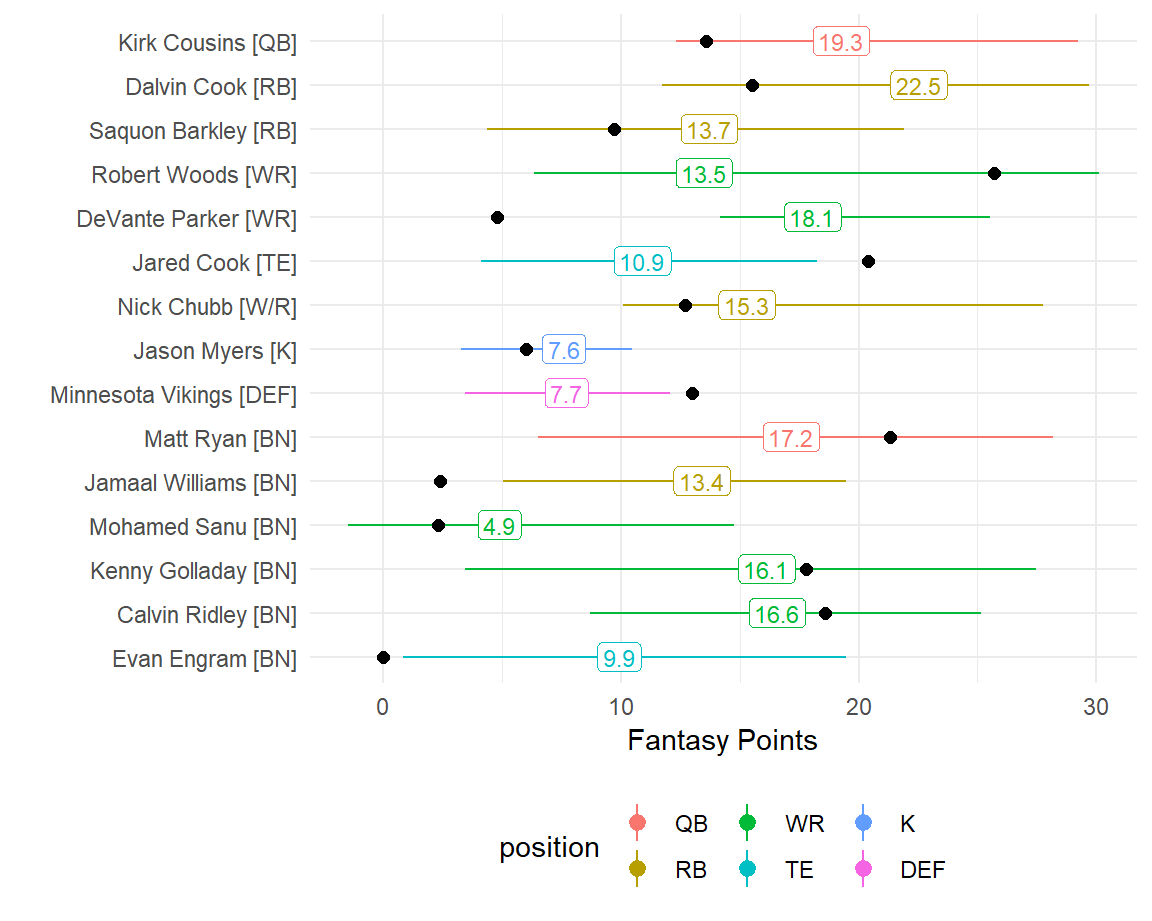 Kirk Cousins [QB] 19.3
Dalvin Cook [RB] 22.5
Saquon Barkley [RB] 13.7
Robert Woods [WR] 13.5
DeVante Parker [WR] 18.1
Jared Cook [TE] 10.9
Nick Chubb [W/R] 15.3
Jason Myers [K] 7.6
Minnesota Vikings [DEF] 7.7
Matt Ryan [BN] 17.2
Jamaal Williams [BN] 13.4
Mohamed Sanu [BN] 4.9
Kenny Golladay [BN] 16.1
Calvin Ridley [BN] 16.6
Evan Engram [BN] 9.9
0 10 20 30
Fantasy Points
position
QB WR K
RB TE DEF